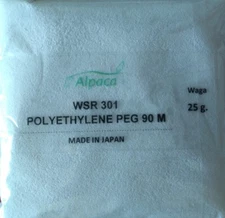 Alpaca
Waga
WSR 301
25 g.
POLYETHYLENE PEG 90 M
MADE IN JAPAN